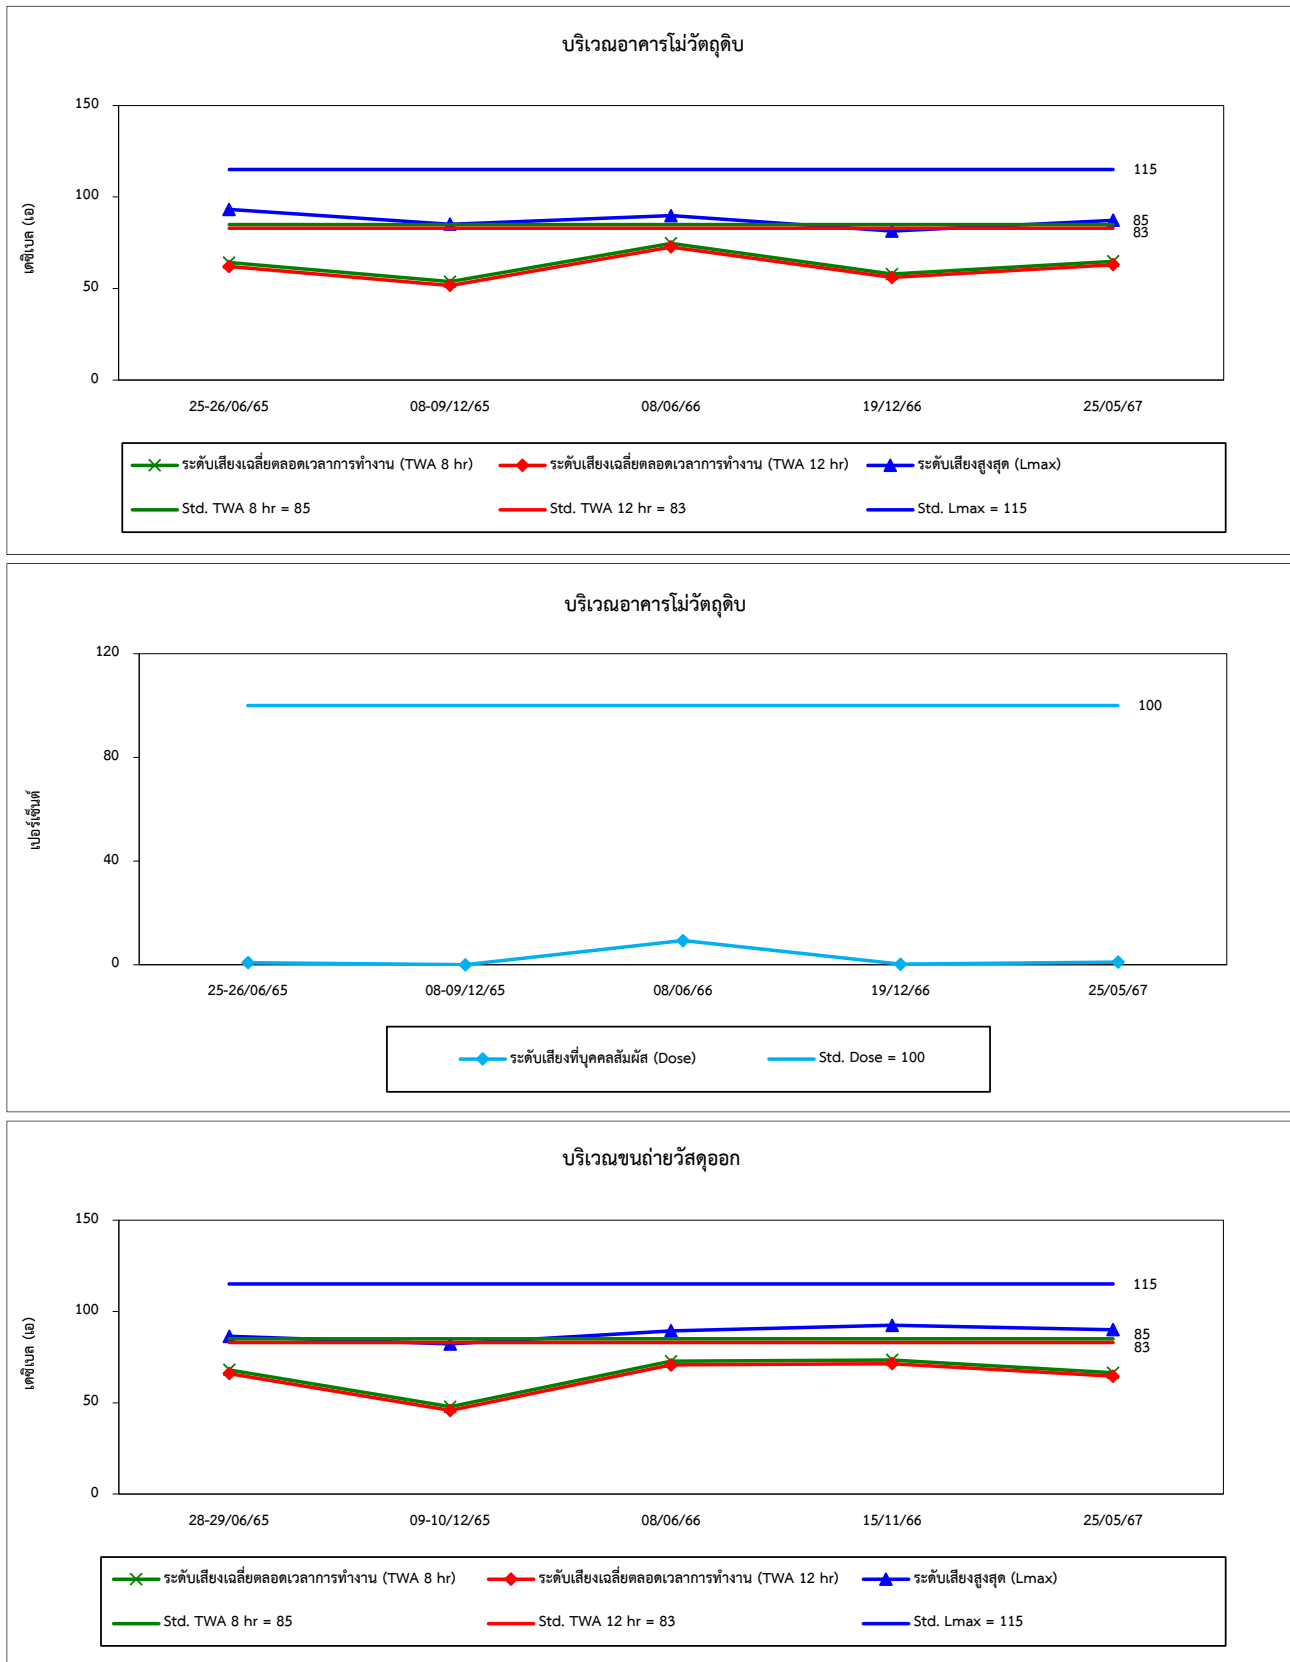 บริเวณอาคารโม่วัตถุดิบ
เดซิเบล (เอ)
150
100
50
0
115
85
83
25-26/06/65 08-09/12/65 08/06/66 19/12/66 25/05/67
ระดับเสียงเฉลี่ยตลอดเวลาการทำงาน (TWA 8 hr) ระดับเสียงเฉลี่ยตลอดเวลาการทำงาน (TWA 12 hr) ระดับเสียงสูงสุด (Lmax)
Std. TWA 8 hr = 85 Std. TWA 12 hr = 83 Std. Lmax = 115
บริเวณอาคารโม่วัตถุดิบ
เปอร์เซ็นต์
120
80
40
0
100
25-26/06/65 08-09/12/65 08/06/66 19/12/66 25/05/67
ระดับเสียงที่บุคคลสัมผัส (Dose) Std. Dose = 100
บริเวณขนถ่ายวัสดุออก
เดซิเบล (เอ)
150
100
50
0
115
85
83
28-29/06/65 09-10/12/65 08/06/66 15/11/66 25/05/67
ระดับเสียงเฉลี่ยตลอดเวลาการทำงาน (TWA 8 hr) ระดับเสียงเฉลี่ยตลอดเวลาการทำงาน (TWA 12 hr) ระดับเสียงสูงสุด (Lmax)
Std. TWA 8 hr = 85 Std. TWA 12 hr = 83 Std. Lmax = 115